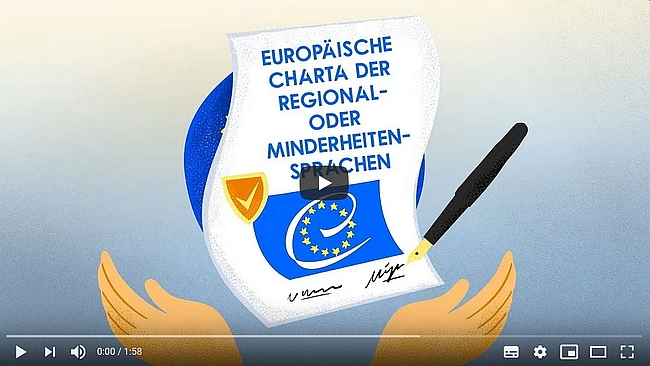 EUROPÄISCHE
CHARTA DER
REGIONAL-
ODER
MINDERHEITEN-
SPRACHEN
0:00 / 1:58